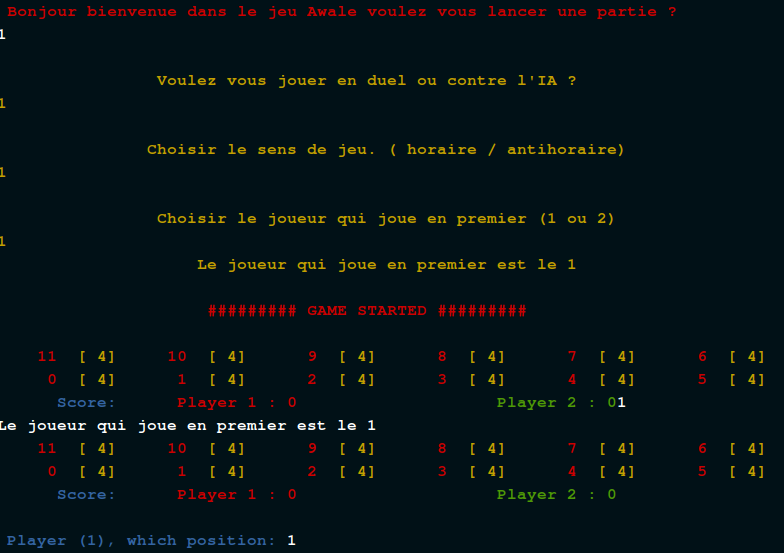 Bonjour bienvenue dans le jeu Awale voulez vous lancer une partie ?
1
Voulez vous jouer en duel ou contre l'IA ?
1
Choisir le sens de jeu. ( horaire / antihoraire)
1
Choisir le joueur qui joue en premier (1 ou 2)
1
Le joueur qui joue en premier est le 1
######### GAME STARTED #########
11 [ 4] 10 [ 4] 9 [ 4] 8 [ 4] 7 [ 4] 6 [ 4]
0 [ 4] 1 [ 4] 2 [ 4] 3 [ 4] 4 [ 4] 5 [ 4]
Score: Player 1 : 0 Player 2 : 01
Le joueur qui joue en premier est le 1
11 [ 4] 10 [ 4] 9 [ 4] 8 [ 4] 7 [ 4] 6 [ 4]
0 [ 4] 1 [ 4] 2 [ 4] 3 [ 4] 4 [ 4] 5 [ 4]
Score: Player 1 : 0 Player 2 : 0
Player (1), which position: 1